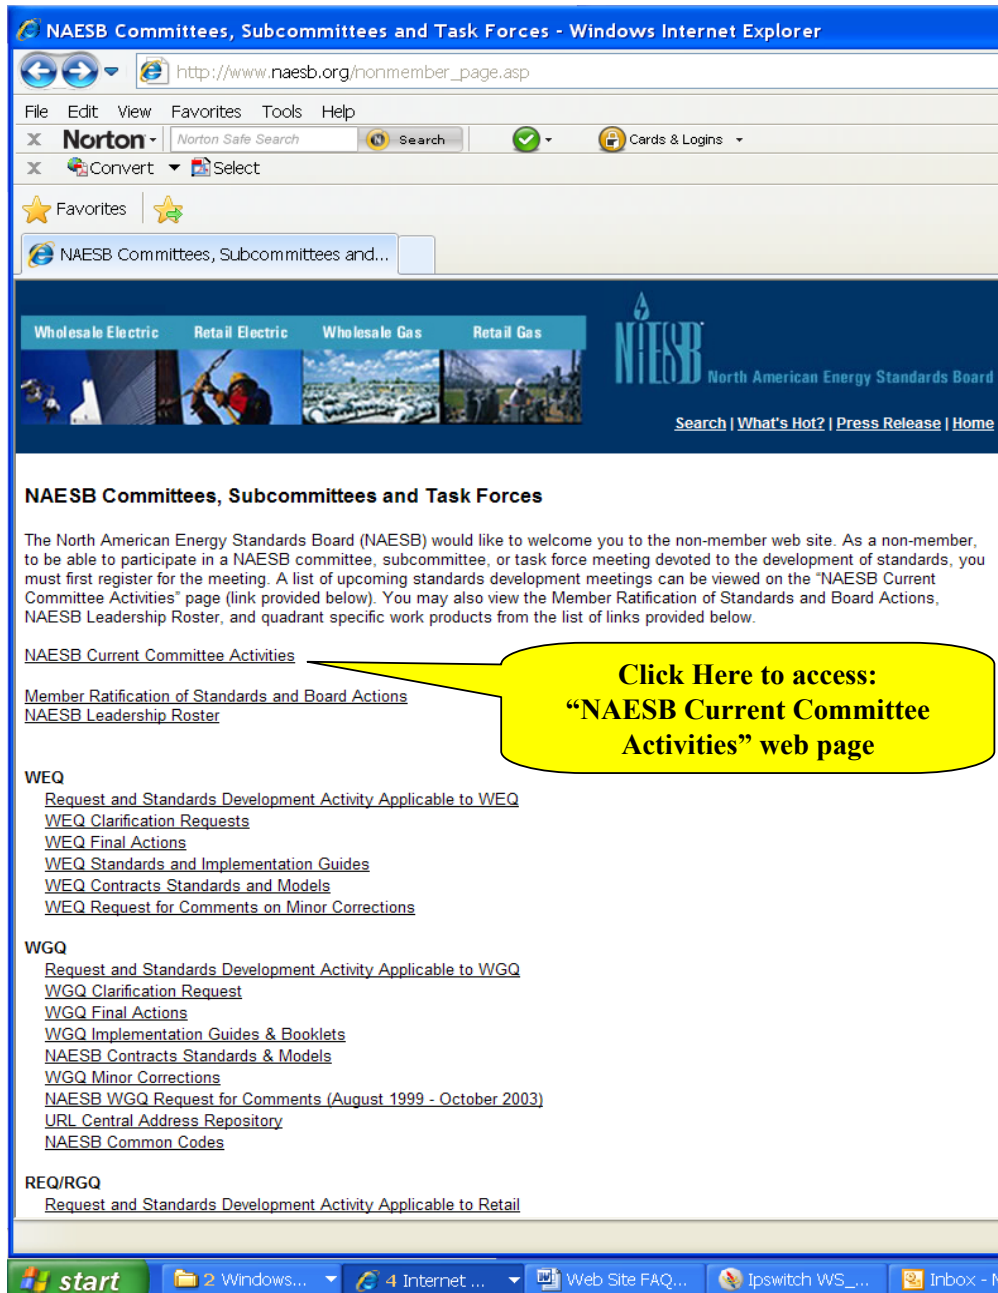 NAESB Committees, Subcommittees and Task Forces - Windows Internet Explorer
http://www.naesb.org/nonmember_page.asp
File Edit View Favorites Tools Help
x Norton Norton Safe Search Search Cards & Logins
x Convert Select
Favorites
NAESB Committees, Subcommittees and...
Wholesale Electric Retail Electric Wholesale Gas Retail Gas
NAESB
North American Energy Standards Board
Search | What's Hot? | Press Release | Home
NAESB Committees, Subcommittees and Task Forces
The North American Energy Standards Board (NAESB) would like to welcome you to the non-member web site. As a non-member,
to be able to participate in a NAESB committee, subcommittee, or task force meeting devoted to the development of standards, you
must first register for the meeting. A list of upcoming standards development meetings can be viewed on the "NAESB Current
Committee Activities" page (link provided below). You may also view the Member Ratification of Standards and Board Actions,
NAESB Leadership Roster, and quadrant specific work products from the list of links provided below.
NAESB Current Committee Activities
Click Here to access:
“NAESB Current Committee
Activities” web page
Member Ratification of Standards and Board Actions
NAESB Leadership Roster
WEQ
Request and Standards Development Activity Applicable to WEQ
WEQ Clarification Requests
WEQ Final Actions
WEQ Standards and Implementation Guides
WEQ Contracts Standards and Models
WEQ Request for Comments on Minor Corrections
WGQ
Request and Standards Development Activity Applicable to WGQ
WGQ Clarification Request
WGQ Final Actions
WGQ Implementation Guides & Booklets
NAESB Contracts Standards & Models
WGQ Minor Corrections
NAESB WGQ Request for Comments (August 1999 - October 2003)
URL Central Address Repository
NAESB Common Codes
REQ/RGQ
Request and Standards Development Activity Applicable to Retail
start 2 Windows... 4 Internet ... Web Site FAQ... Ipswitch WS_... Inbox -